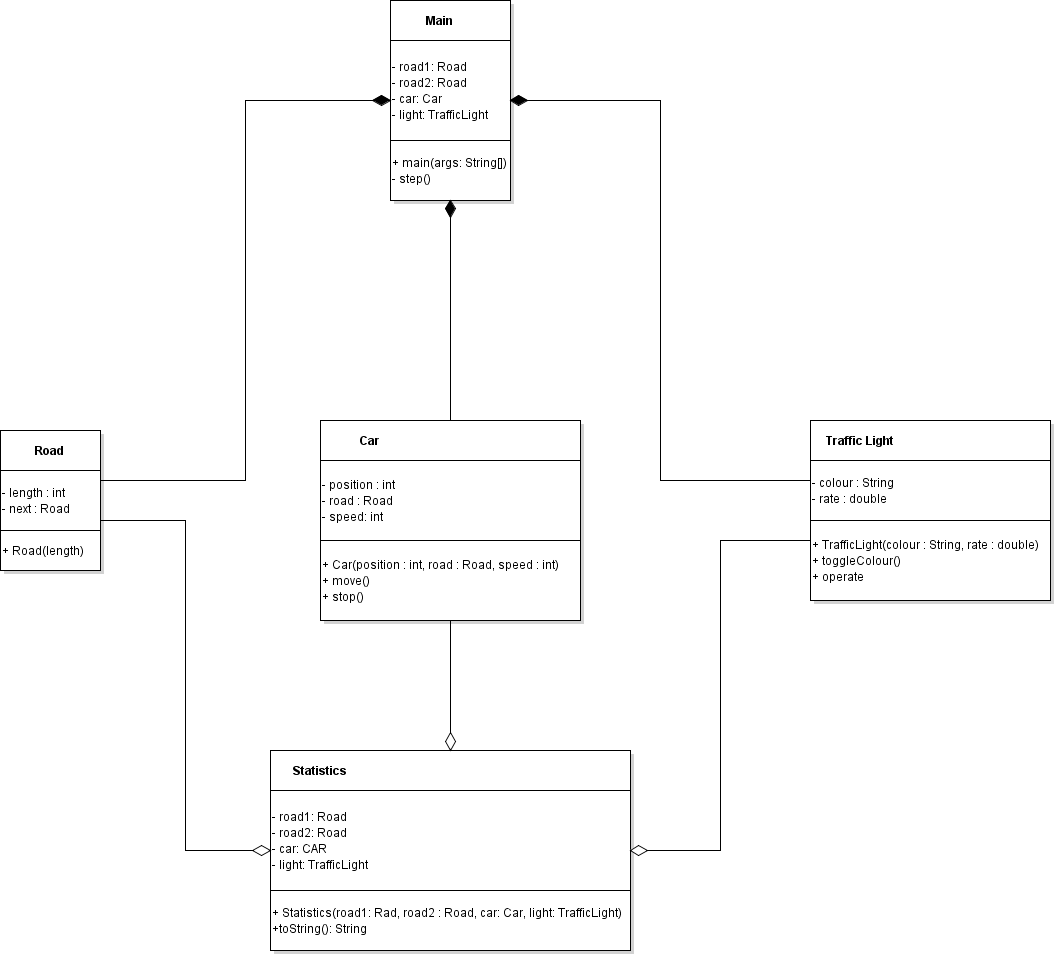 Main
- road1: Road
- road2: Road
- car: Car
- light: TrafficLight
+ main(args: String[])
- step()
Road
- length : int
- next : Road
+ Road(length)
Car
- position : int
- road : Road
- speed: int
+ Car(position : int, road : Road, speed : int)
+ move()
+ stop()
Traffic Light
- colour : String
- rate : double
+ TrafficLight(colour : String, rate : double)
+ toggleColour()
+ operate
Statistics
- road1: Road
- road2: Road
- car: CAR
- light: TrafficLight
+ Statistics(road1: Rad, road2 : Road, car: Car, light: TrafficLight)
+toString(): String